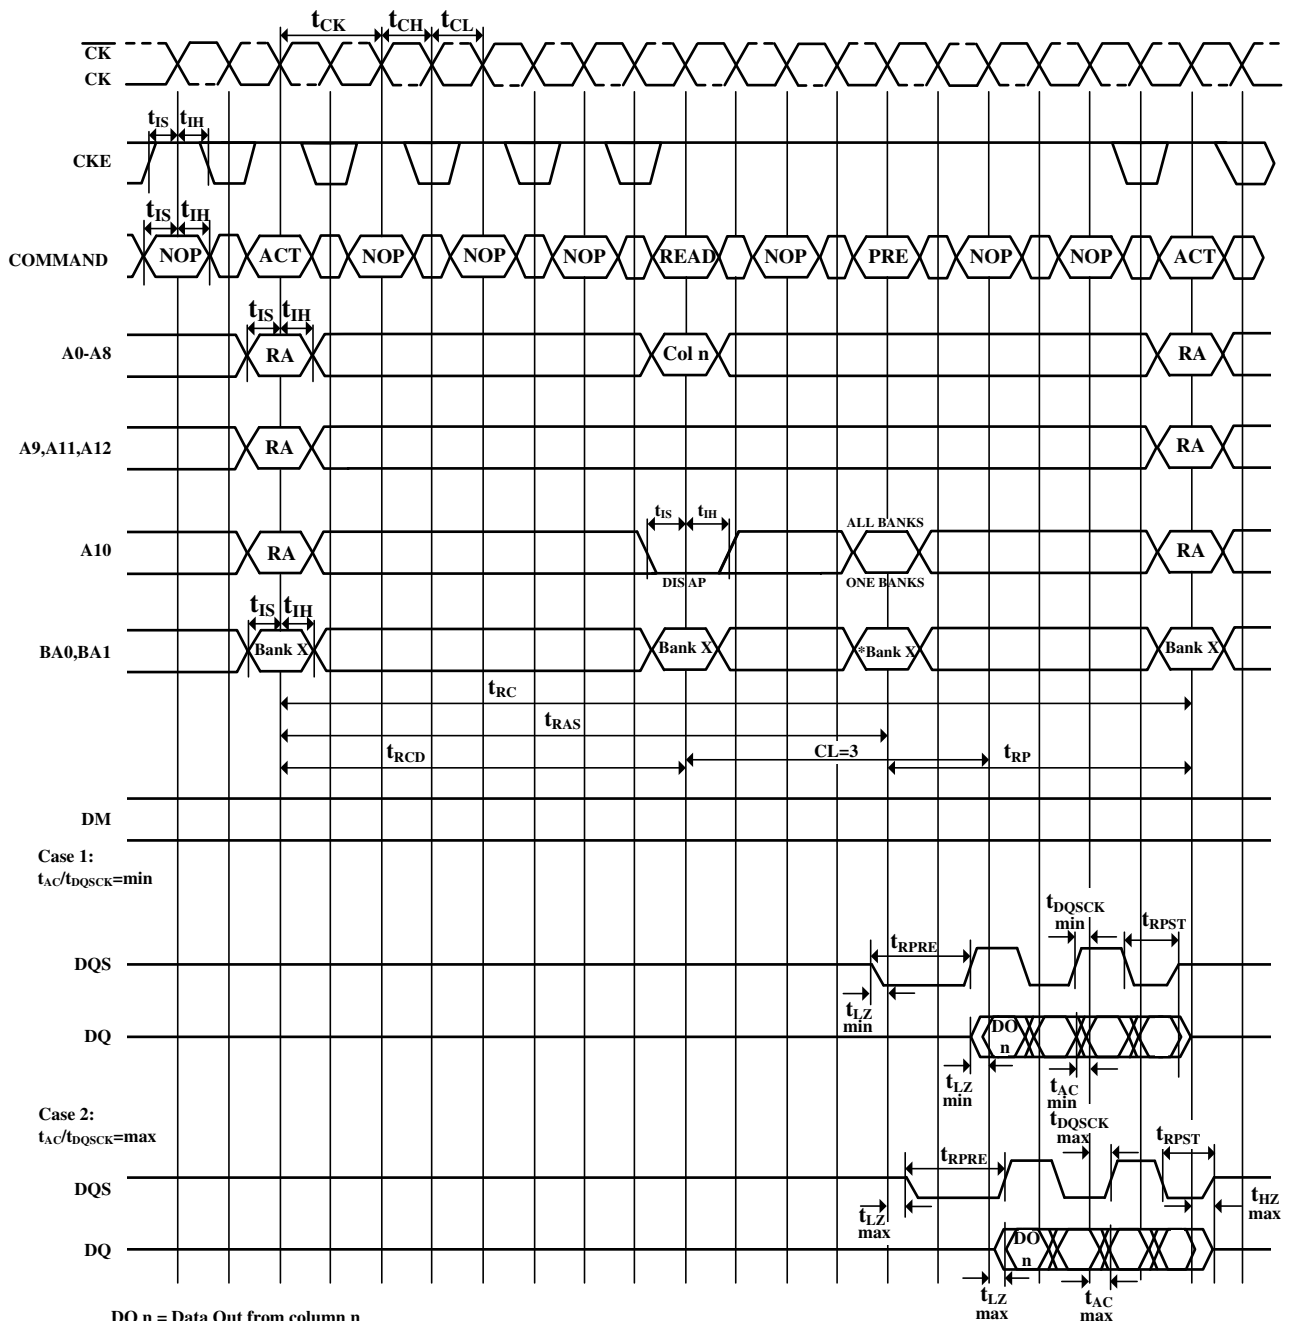 tCK tCH tCL
CK
CK
tIS tIH
CKE
tIS tIH
COMMAND NOP ACT NOP NOP NOP READ NOP PRE NOP NOP ACT
tIS tIH
A0-A8 RA Col n RA
A9,A11,A12 RA RA
tIS tIH ALL BANKS
A10 RA RA
DIS AP ONE BANKS
tIS tIH
BA0,BA1 Bank X Bank X *Bank X Bank X
tRC
tRAS
tRCD CL=3 tRP
DM
Case 1:
tAC/tDQSCK=min
tDQSCK
min
tRPST
tRPRE
DQS
tLZ
min
DQ DO
n
tLZ
min
tAC
min
Case 2:
tAC/tDQSCK=max
tDQSCK
max
tRPST
tRPRE
DQS
tLZ
max
tHZ
max
DQ DO
n
tLZ
max
tAC
max
DO n = Data Out from column n